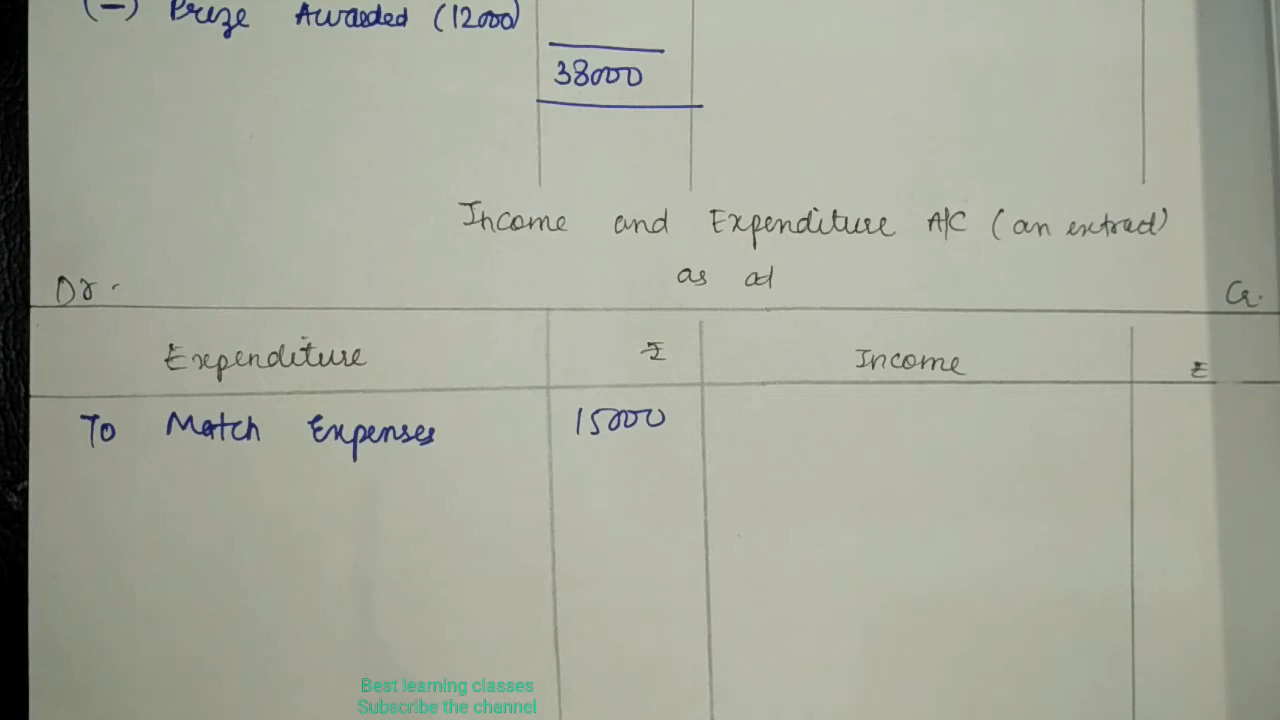 (-) Prize Awarded (12000)
38000
Income and Expenditure A/C (an extract)
as at
Dr.
Cr.
Expenditure ₹ Income ₹
To Match Expenses 15000
Best learning classes
Subscribe the channel